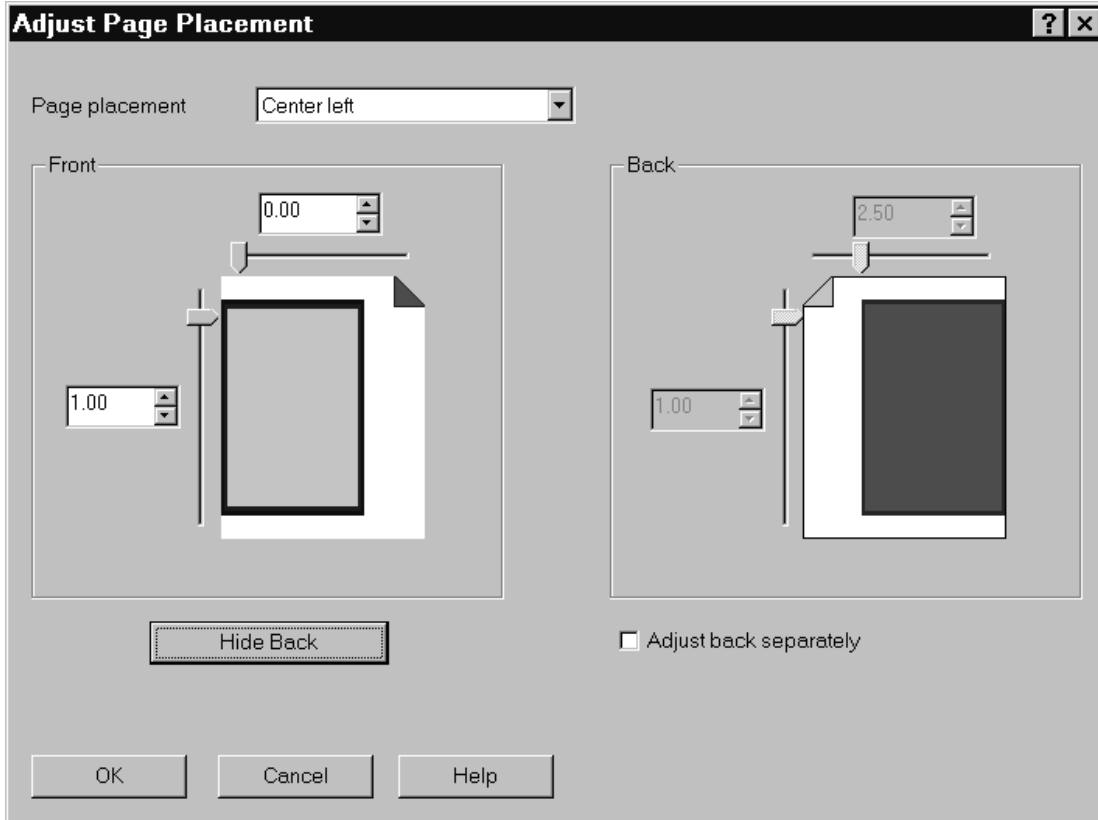 Adjust Page Placement
Page placement
Center left
Front
Back
0.00
2.50
1.00
1.00
Hide Back
Adjust back separately
OK
Cancel
Help